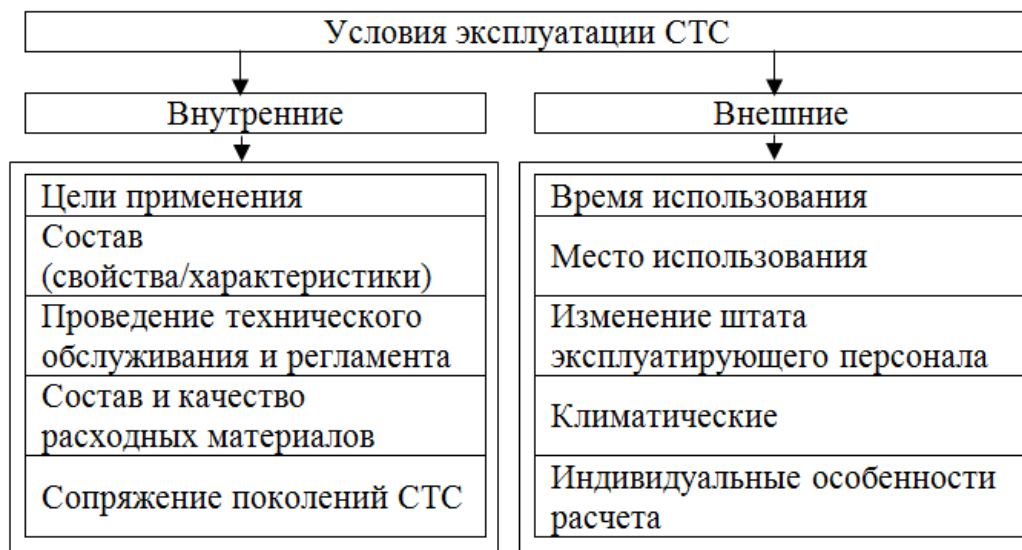 Условия эксплуатации СТС
Внутренние
Цели применения
Состав
(свойства/характеристики)
Проведение технического
обслуживания и регламента
Состав и качество
расходных материалов
Сопряжение поколений СТС
Внешние
Время использования
Место использования
Изменение штата
эксплуатирующего персонала
Климатические
Индивидуальные особенности
расчета